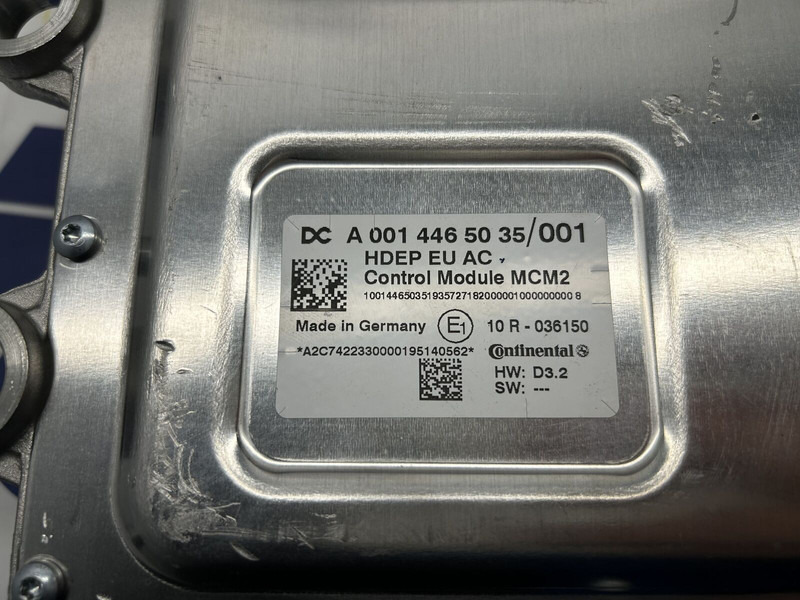 DC A 001 446 50 35/001
HDEP EU AC
Control Module MCM2
10014465035193572718200000100000000008
Made in Germany E1 10 R - 036150
*A2C7422330000195140562* Continental
HW: D3.2
SW: ---